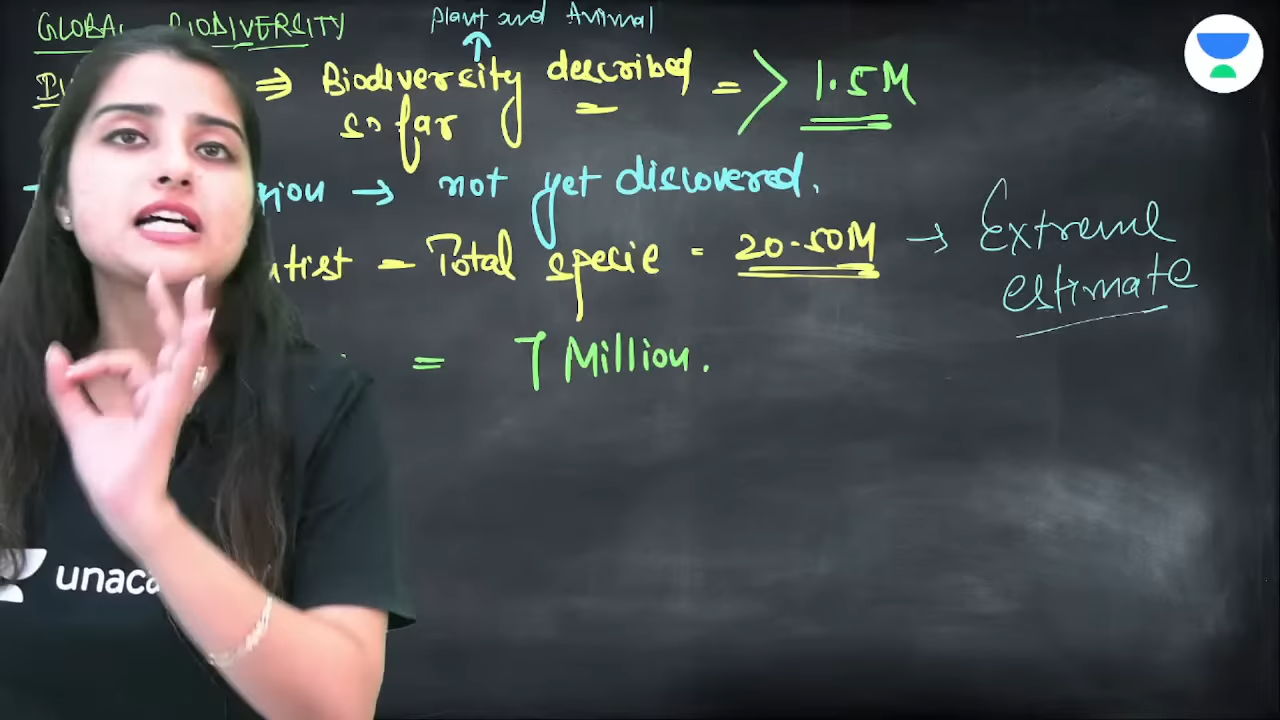 plant and Animal
GLOBAL BIODIVERSITY
⇒ Biodiversity described = > 1.5M
so far
→ not yet discovered.
– Total specie = 20-50M → Extreme
estimate
= 7 Million.
unaca